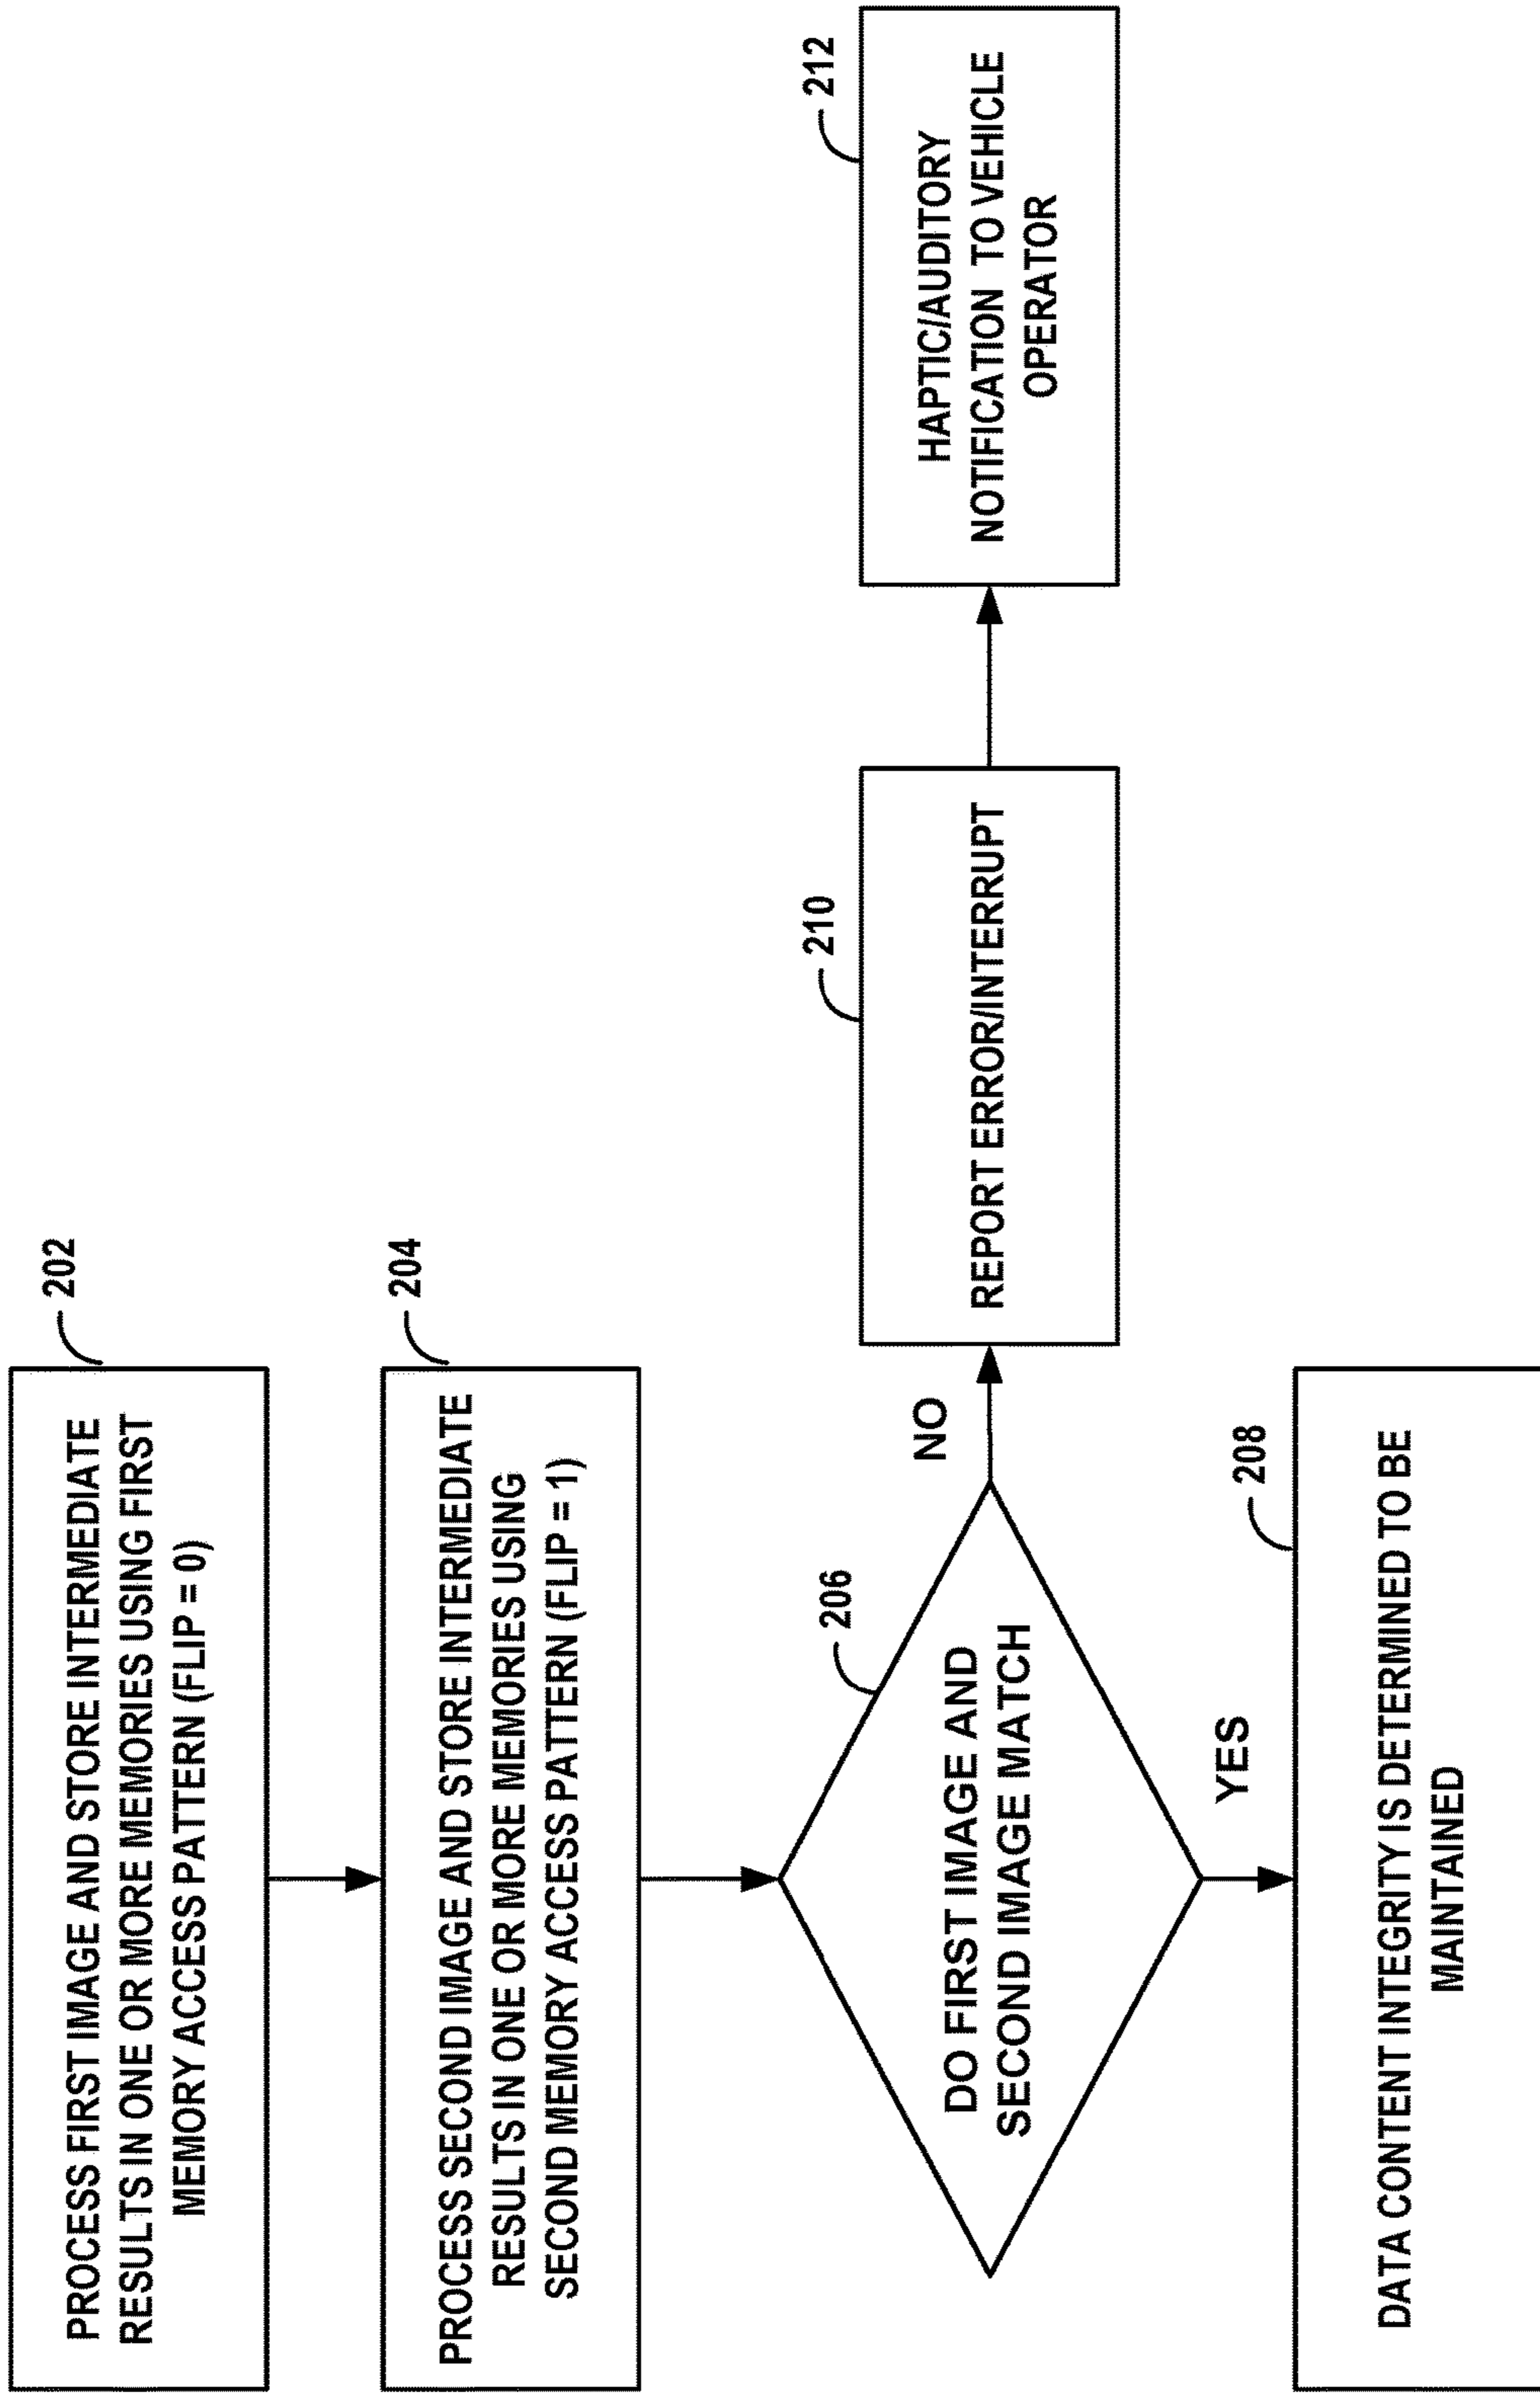 202
PROCESS FIRST IMAGE AND STORE INTERMEDIATE
RESULTS IN ONE OR MORE MEMORIES USING FIRST
MEMORY ACCESS PATTERN (FLIP = 0)
204
PROCESS SECOND IMAGE AND STORE INTERMEDIATE
RESULTS IN ONE OR MORE MEMORIES USING
SECOND MEMORY ACCESS PATTERN (FLIP = 1)
206
DO FIRST IMAGE AND
SECOND IMAGE MATCH
NO
210
REPORT ERROR/INTERRUPT
212
HAPTIC/AUDITORY
NOTIFICATION TO VEHICLE
OPERATOR
YES
208
DATA CONTENT INTEGRITY IS DETERMINED TO BE
MAINTAINED